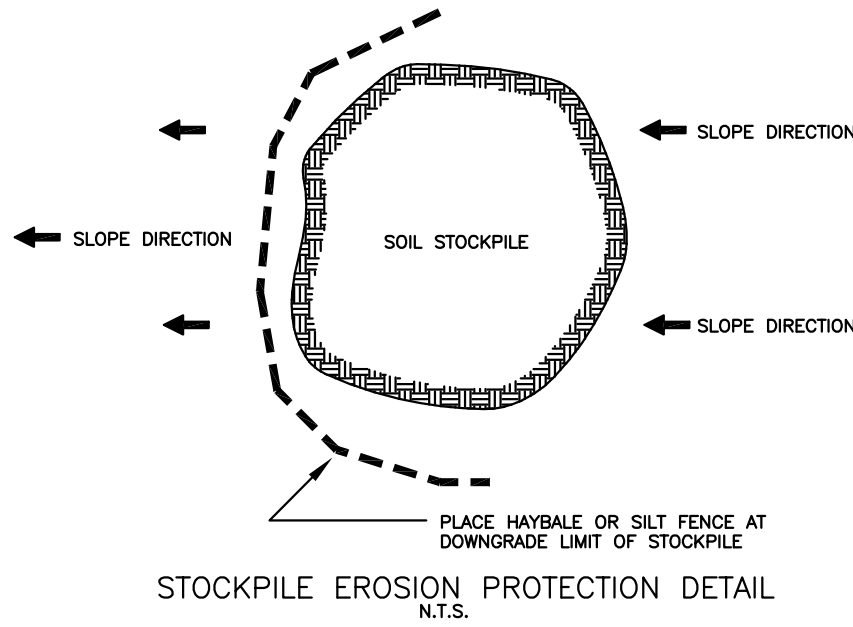 SLOPE DIRECTION
SLOPE DIRECTION
SOIL STOCKPILE
SLOPE DIRECTION
PLACE HAYBALE OR SILT FENCE AT
DOWNGRADE LIMIT OF STOCKPILE
STOCKPILE EROSION PROTECTION DETAIL
N.T.S.